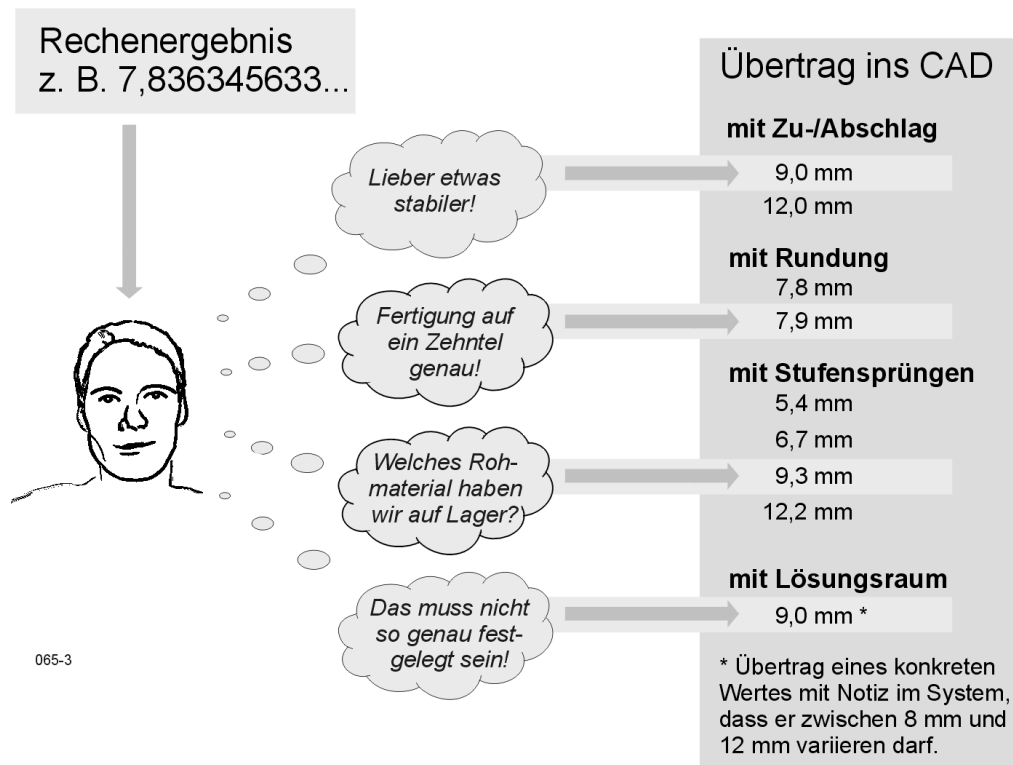 Rechenergebnis
z. B. 7,836345633...
Übertrag ins CAD
mit Zu-/Abschlag
Lieber etwas
stabiler!
9,0 mm
12,0 mm
mit Rundung
7,8 mm
Fertigung auf
ein Zehntel
genau!
7,9 mm
mit Stufensprüngen
5,4 mm
6,7 mm
Welches Roh-
material haben
wir auf Lager?
9,3 mm
12,2 mm
mit Lösungsraum
Das muss nicht
so genau fest-
gelegt sein!
9,0 mm *
* Übertrag eines konkreten
Wertes mit Notiz im System,
dass er zwischen 8 mm und
12 mm variieren darf.
065-3